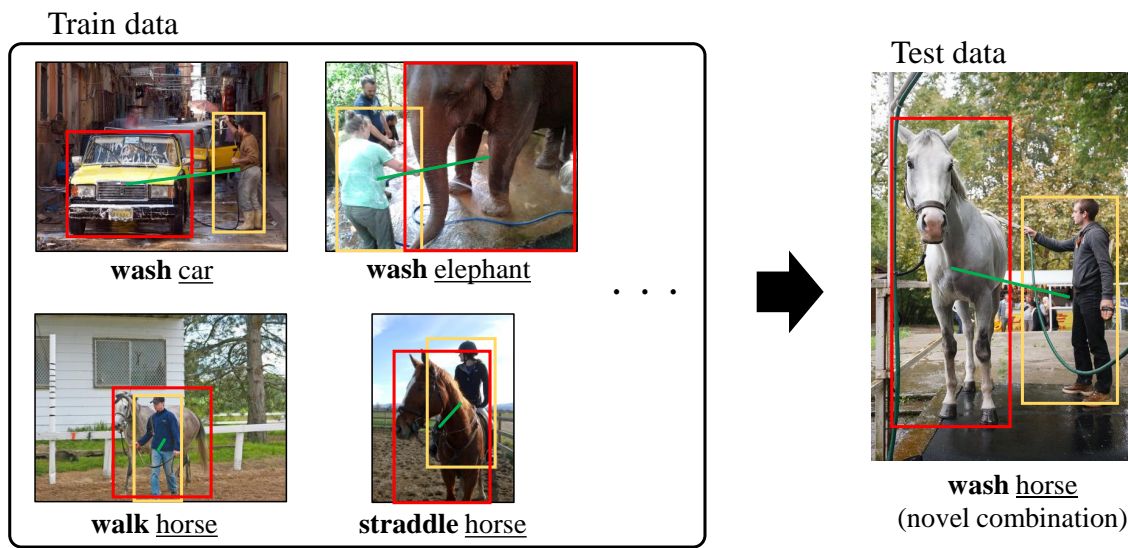 Train data
wash car
wash elephant
. . .
walk horse
straddle horse
Test data
wash horse
(novel combination)